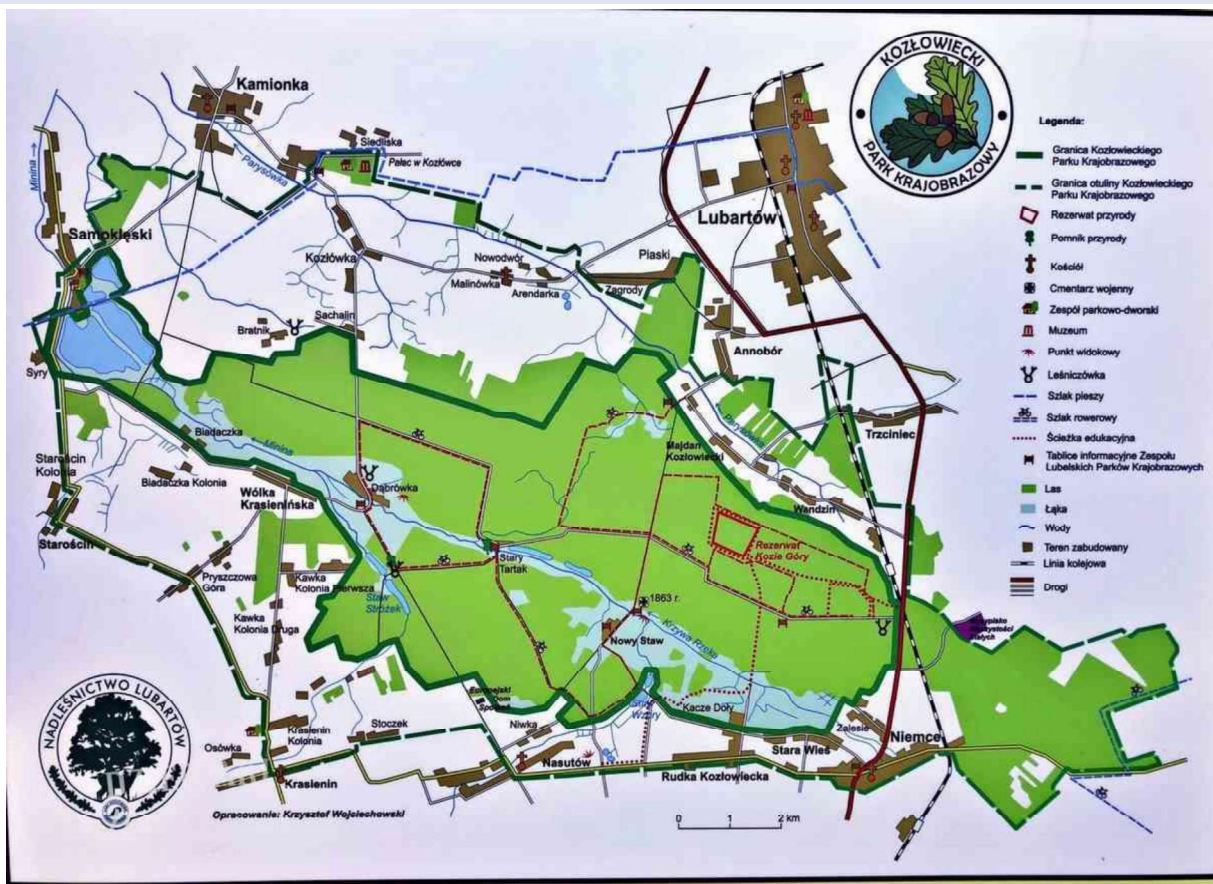 KOZŁOWIECKI
PARK KRAJOBRAZOWY
Legenda:
Granica Kozłowieckiego
Parku Krajobrazowego
Granica otuliny Kozłowieckiego
Parku Krajobrazowego
Rezerwat przyrody
Pomnik przyrody
Kościół
Cmentarz wojenny
Zespół parkowo-dworski
Muzeum
Punkt widokowy
Leśniczówka
Szlak pieszy
Szlak rowerowy
Ścieżka edukacyjna
Tablice informacyjne Zespołu
Lubelskich Parków Krajobrazowych
Las
Łąka
Wody
Teren zabudowany
Linia kolejowa
Drogi
Kamionka
Siedliska
Pałac w Kozłówce
Parysówka
Minina
Samoklęski
Lubartów
Kozłówka
Nowodwór
Malinówka
Arendarka
Piaski
Zagrody
Bratnik
Sachalin
Annobór
Syry
Trzciniec
Parysówka
Majdan
Kozłowiecki
Biadaczka
Minina
Starościn
Kolonia
Biadaczka Kolonia
Wólka
Krasienińska
Dąbrówka
Wandzin
Starościn
Rezerwat
Kozie Góry
Stary
Tartak
Pryszczowa
Góra
Kawka
Kolonia Pierwsza
Staw
Stróżek
1863 r.
Kawka
Kolonia Druga
Nowy Staw
Krzywa Rzeka
Kacze Doły
Niwka
Stoczek
Krasienin
Kolonia
Osówka
Zalesie
Niemce
Stara Wieś
Nasutów
Rudka Kozłowiecka
Krasienin
NADLEŚNICTWO LUBARTÓW
Opracowanie: Krzysztof Wojciechowski
0 1 2 km